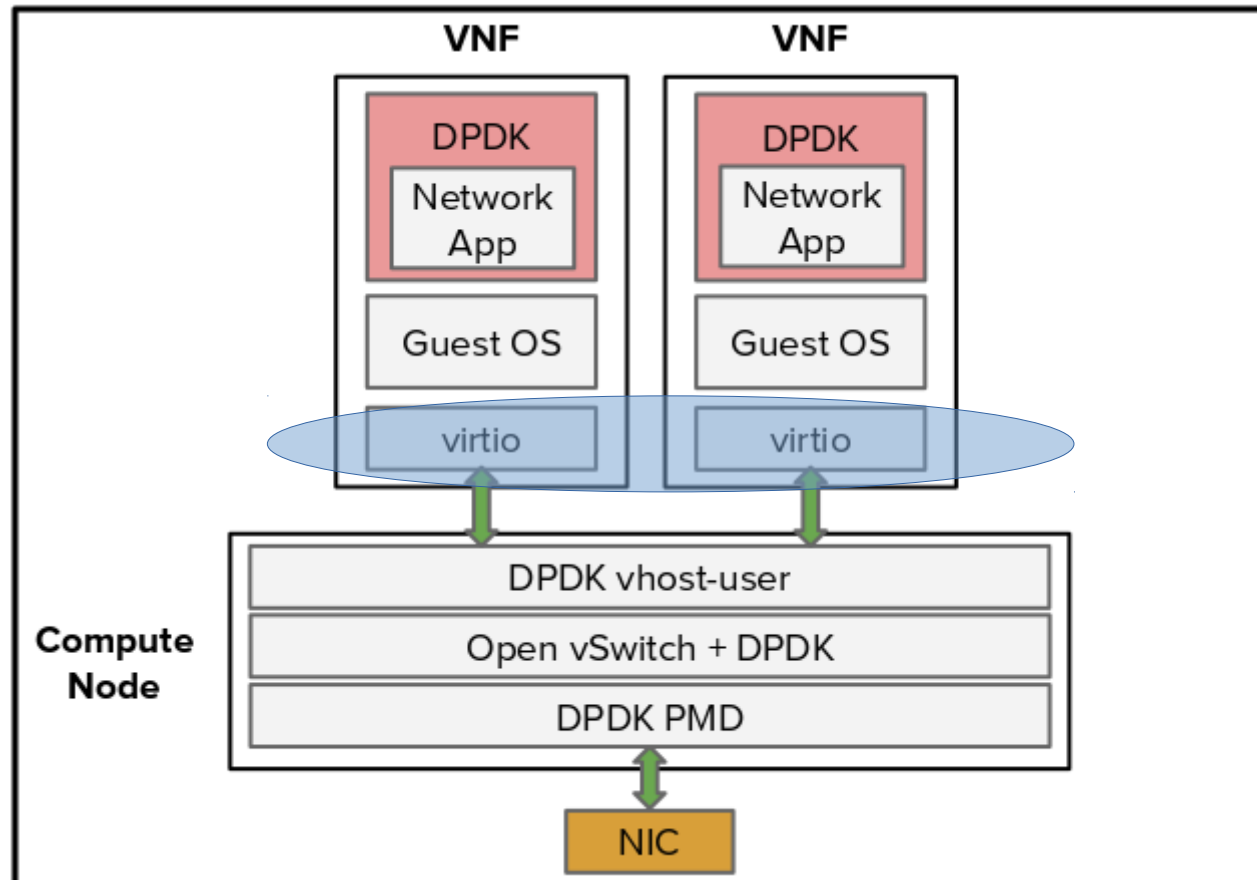 VNF
VNF
DPDK
Network
App
Guest OS
virtio
DPDK
Network
App
Guest OS
virtio
Compute
Node
DPDK vhost-user
Open vSwitch + DPDK
DPDK PMD
NIC